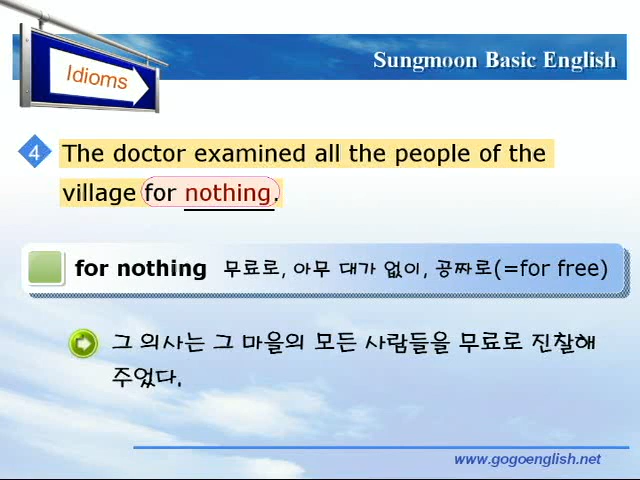 Idioms
Sungmoon Basic English
4 The doctor examined all the people of the
village for nothing.
for nothing 무료로, 아무 대가 없이, 공짜로(=for free)
그 의사는 그 마을의 모든 사람들을 무료로 진찰해
주었다.
www.gogoenglish.net